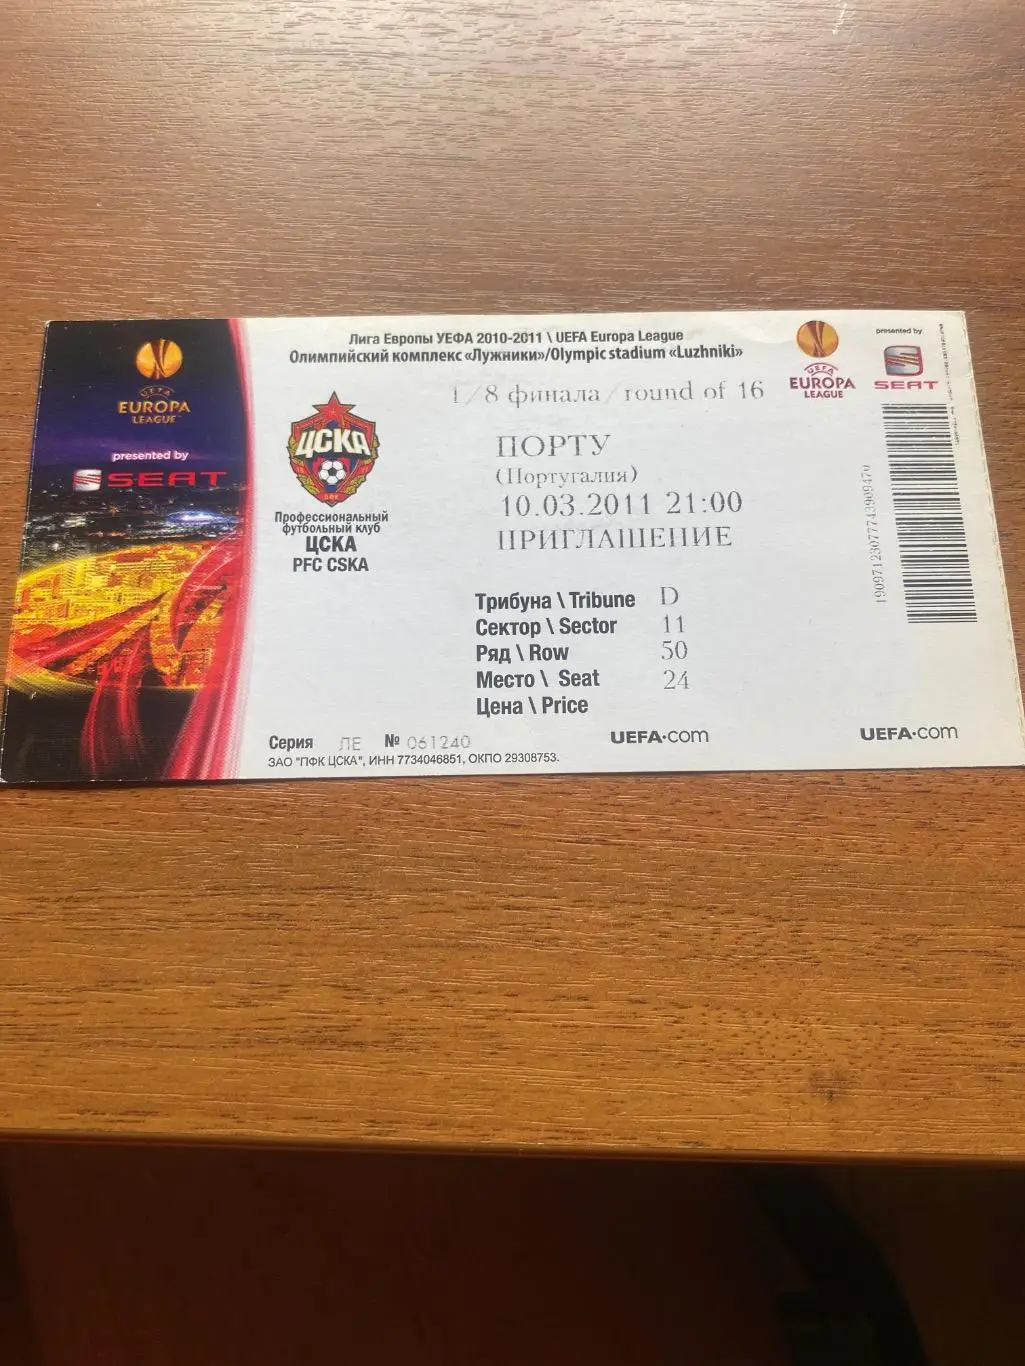 Лига Европы УЕФА 2010-2011 \ UEFA Europa League
Олимпийский комплекс «Лужники»/Olympic stadium «Luzhniki»
UEFA
EUROPA
LEAGUE
presented by
SEAT
1/8 финала/round of 16
ЦСКА
ПОРТУ
(Португалия)
10.03.2011 21:00
ПРИГЛАШЕНИЕ
Профессиональный
футбольный клуб
ЦСКА
PFC CSKA
Трибуна \ Tribune D
Сектор \ Sector 11
Ряд \ Row 50
Место \ Seat 24
Цена \ Price
Серия ЛЕ № 061240
ЗАО "ПФК ЦСКА", ИНН 7734046851, ОКПО 29308753.
UEFA.com
UEFA
EUROPA
LEAGUE
presented by
SEAT
19097123077743909470
UEFA.com